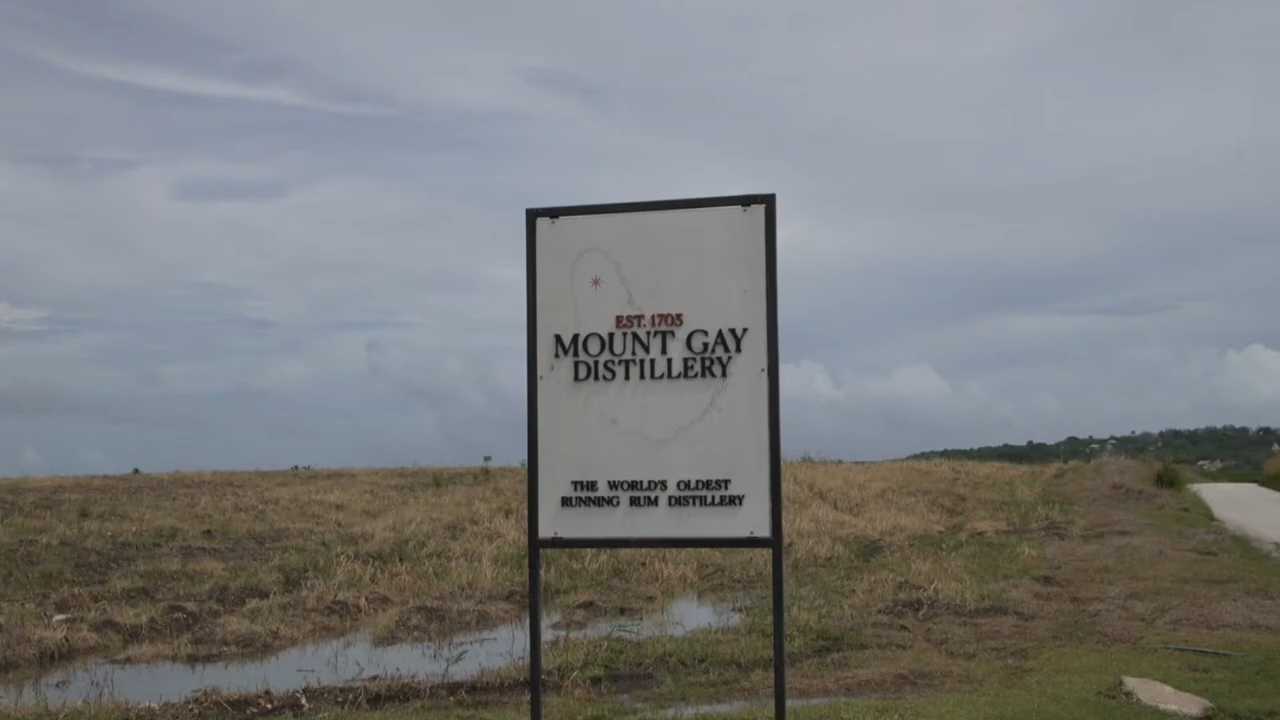 EST. 1703
MOUNT GAY
DISTILLERY
THE WORLD'S OLDEST
RUNNING RUM DISTILLERY